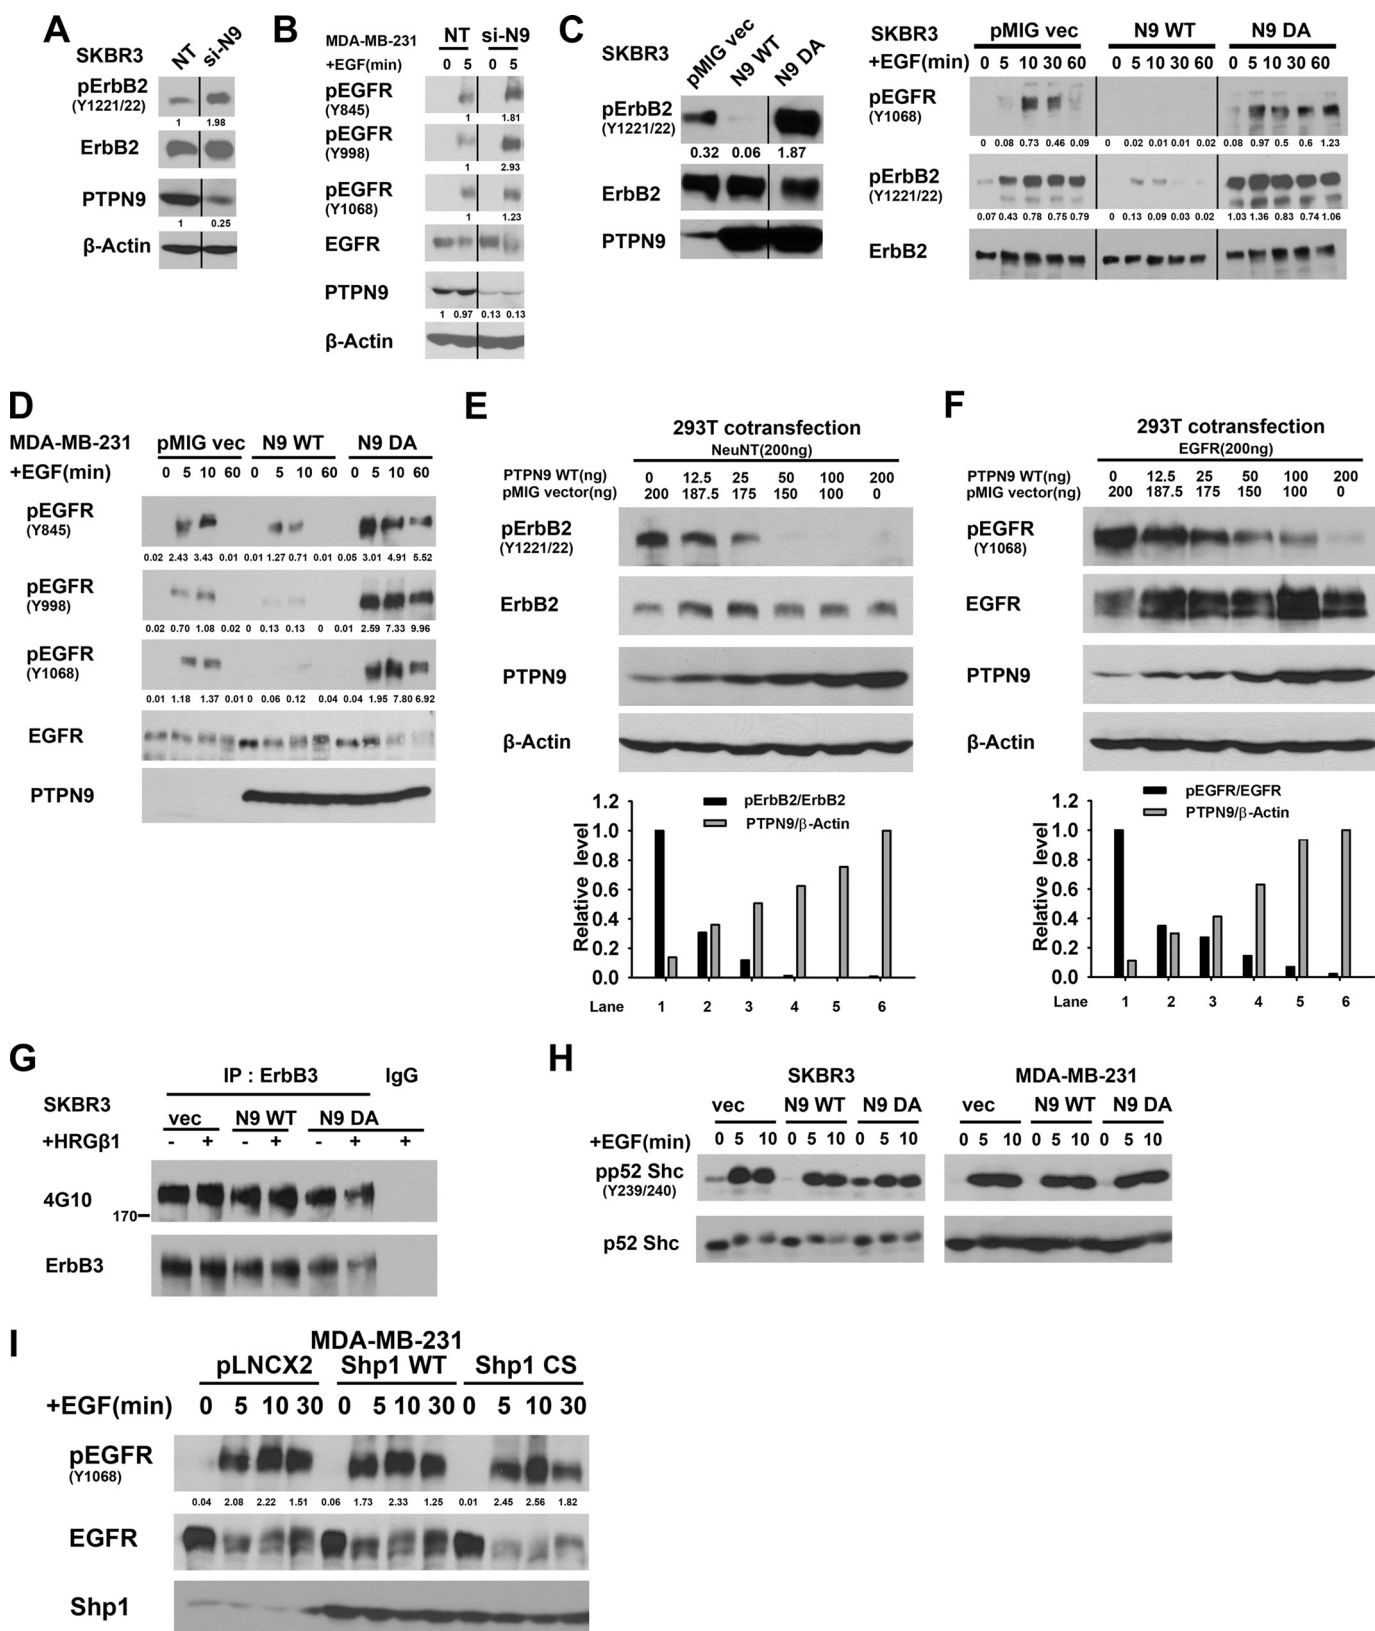 A
SKBR3
NT si-N9
pErbB2
(Y1221/22)
1 1.98
ErbB2
PTPN9
1 0.25
β-Actin
B
MDA-MB-231
NT si-N9
+EGF(min) 0 5 0 5
pEGFR
(Y845)
1 1.81
pEGFR
(Y998)
1 2.93
pEGFR
(Y1068)
1 1.23
EGFR
PTPN9
1 0.97 0.13 0.13
β-Actin
C
SKBR3
pMIG vec N9 WT N9 DA
pErbB2
(Y1221/22)
0.32 0.06 1.87
ErbB2
PTPN9
SKBR3 pMIG vec N9 WT N9 DA
+EGF(min) 0 5 10 30 60 0 5 10 30 60 0 5 10 30 60
pEGFR
(Y1068)
0 0.08 0.73 0.46 0.09 0 0.02 0.01 0.01 0.02 0.08 0.97 0.5 0.6 1.23
pErbB2
(Y1221/22)
0.07 0.43 0.78 0.75 0.79 0 0.13 0.09 0.03 0.02 1.03 1.36 0.83 0.74 1.06
ErbB2
D
MDA-MB-231 pMIG vec N9 WT N9 DA
+EGF(min) 0 5 10 60 0 5 10 60 0 5 10 60
pEGFR
(Y845)
0.02 2.43 3.43 0.01 0.01 1.27 0.71 0.01 0.05 3.01 4.91 5.52
pEGFR
(Y998)
0.02 0.70 1.08 0.02 0 0.13 0.13 0 0.01 2.59 7.33 9.96
pEGFR
(Y1068)
0.01 1.18 1.37 0.01 0 0.06 0.12 0.04 0.04 1.95 7.80 6.92
EGFR
PTPN9
E
293T cotransfection
NeuNT(200ng)
PTPN9 WT(ng) 0 12.5 25 50 100 200
pMIG vector(ng) 200 187.5 175 150 100 0
pErbB2
(Y1221/22)
ErbB2
PTPN9
β-Actin
pErbB2/ErbB2
PTPN9/β-Actin
Relative level
1.2
1.0
0.8
0.6
0.4
0.2
0.0
Lane 1 2 3 4 5 6
F
293T cotransfection
EGFR(200ng)
PTPN9 WT(ng) 0 12.5 25 50 100 200
pMIG vector(ng) 200 187.5 175 150 100 0
pEGFR
(Y1068)
EGFR
PTPN9
β-Actin
pEGFR/EGFR
PTPN9/β-Actin
Relative level
1.2
1.0
0.8
0.6
0.4
0.2
0.0
Lane 1 2 3 4 5 6
G
IP : ErbB3 IgG
SKBR3
vec N9 WT N9 DA
+HRGβ1 - + - + - + +
4G10
170
ErbB3
H
SKBR3 MDA-MB-231
vec N9 WT N9 DA vec N9 WT N9 DA
+EGF(min) 0 5 10 0 5 10 0 5 10 0 5 10 0 5 10 0 5 10
pp52 Shc
(Y239/240)
p52 Shc
I
MDA-MB-231
pLNCX2 Shp1 WT Shp1 CS
+EGF(min) 0 5 10 30 0 5 10 30 0 5 10 30
pEGFR
(Y1068)
0.04 2.08 2.22 1.51 0.06 1.73 2.33 1.25 0.01 2.45 2.56 1.82
EGFR
Shp1